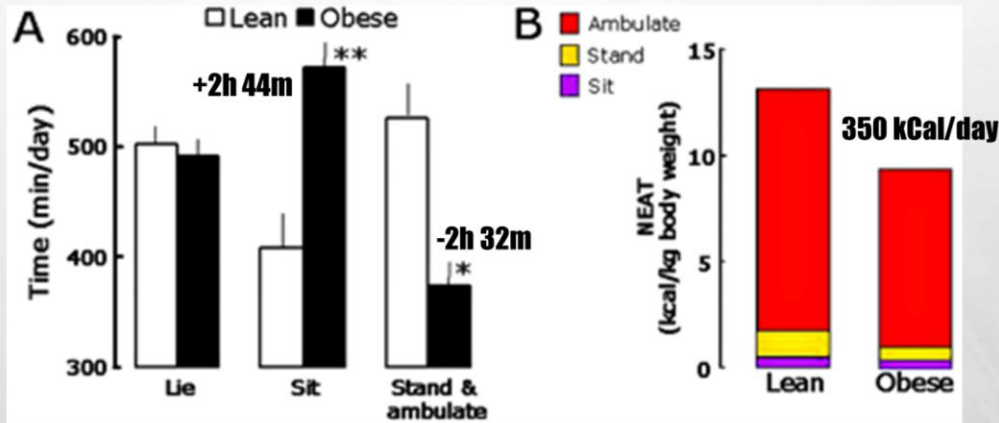 A
Lean Obese
600
500
400
300
Time (min/day)
+2h 44m
**
-2h 32m
*
Lie Sit Stand &
ambulate
B
Ambulate
Stand
Sit
15
10
5
0
NEAT
(kcal/kg body weight)
350 kCal/day
Lean Obese